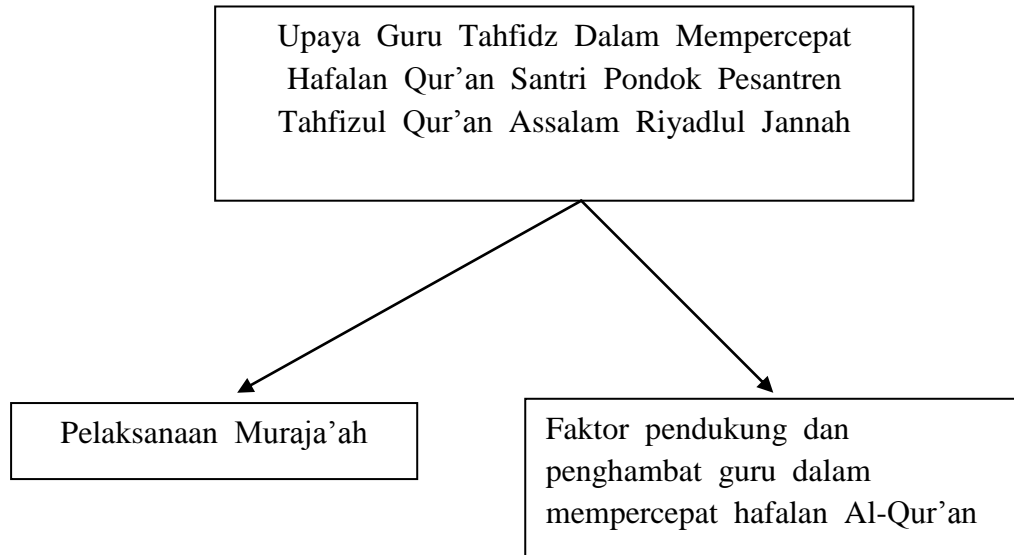 Upaya Guru Tahfidz Dalam Mempercepat
Hafalan Qur’an Santri Pondok Pesantren
Tahfizul Qur’an Assalam Riyadlul Jannah
Pelaksanaan Muraja’ah
Faktor pendukung dan
penghambat guru dalam
mempercepat hafalan Al-Qur’an